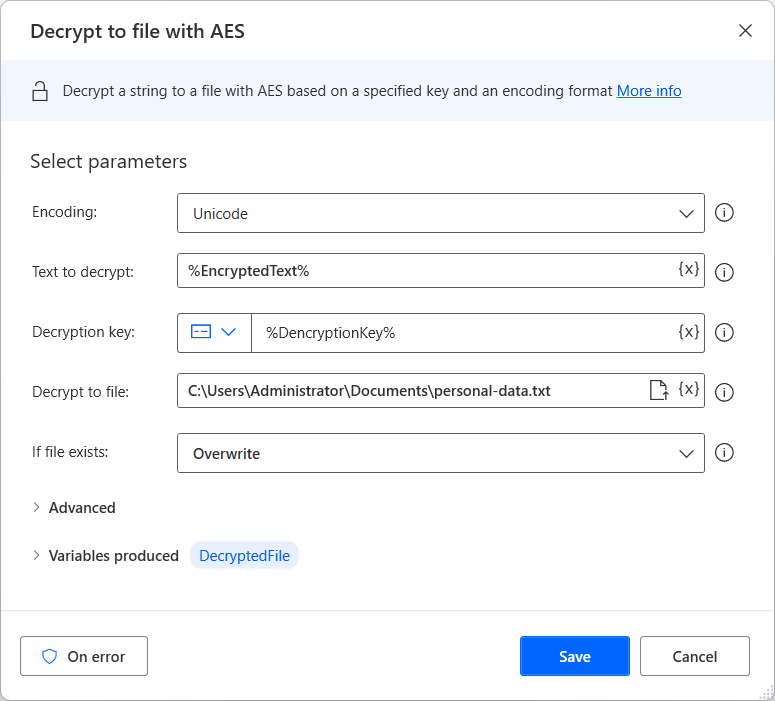 Decrypt to file with AES
Decrypt a string to a file with AES based on a specified key and an encoding format More info
Select parameters
Encoding: Unicode
Text to decrypt: %EncryptedText% {x}
Decryption key: %DencryptionKey% {x}
Decrypt to file: C:\Users\Administrator\Documents\personal-data.txt {x}
If file exists: Overwrite
Advanced
Variables produced DecryptedFile
On error Save Cancel